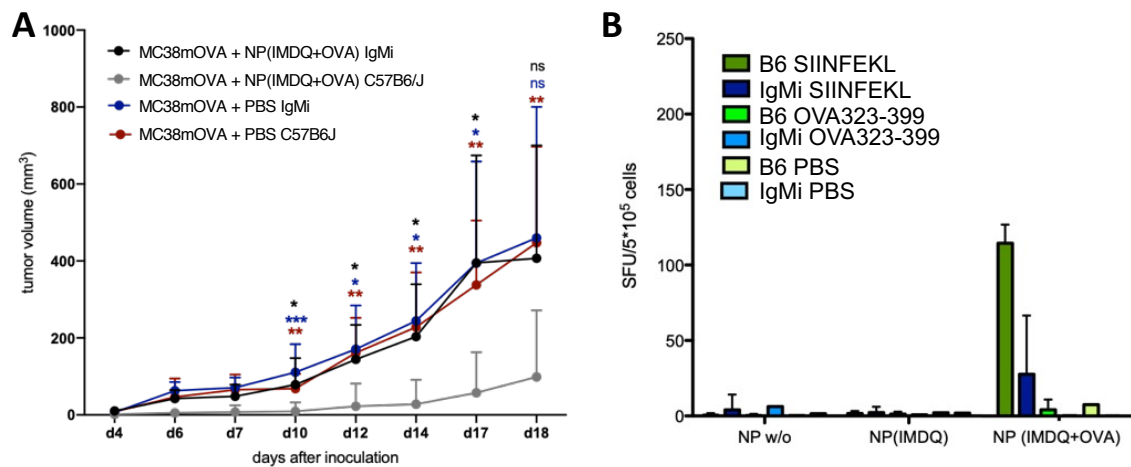 A
1000
800
600
400
200
0
tumor volume (mm³)
MC38mOVA + NP(IMDQ+OVA) IgMi
MC38mOVA + NP(IMDQ+OVA) C57B6/J
MC38mOVA + PBS IgMi
MC38mOVA + PBS C57B6J
*
***
**
*
*
**
*
*
**
*
*
**
ns
ns
**
d4 d6 d7 d10 d12 d14 d17 d18
days after inoculation
B
250
200
150
100
50
0
SFU/5*10⁵ cells
B6 SIINFEKL
IgMi SIINFEKL
B6 OVA323-399
IgMi OVA323-399
B6 PBS
IgMi PBS
NP w/o NP(IMDQ) NP (IMDQ+OVA)